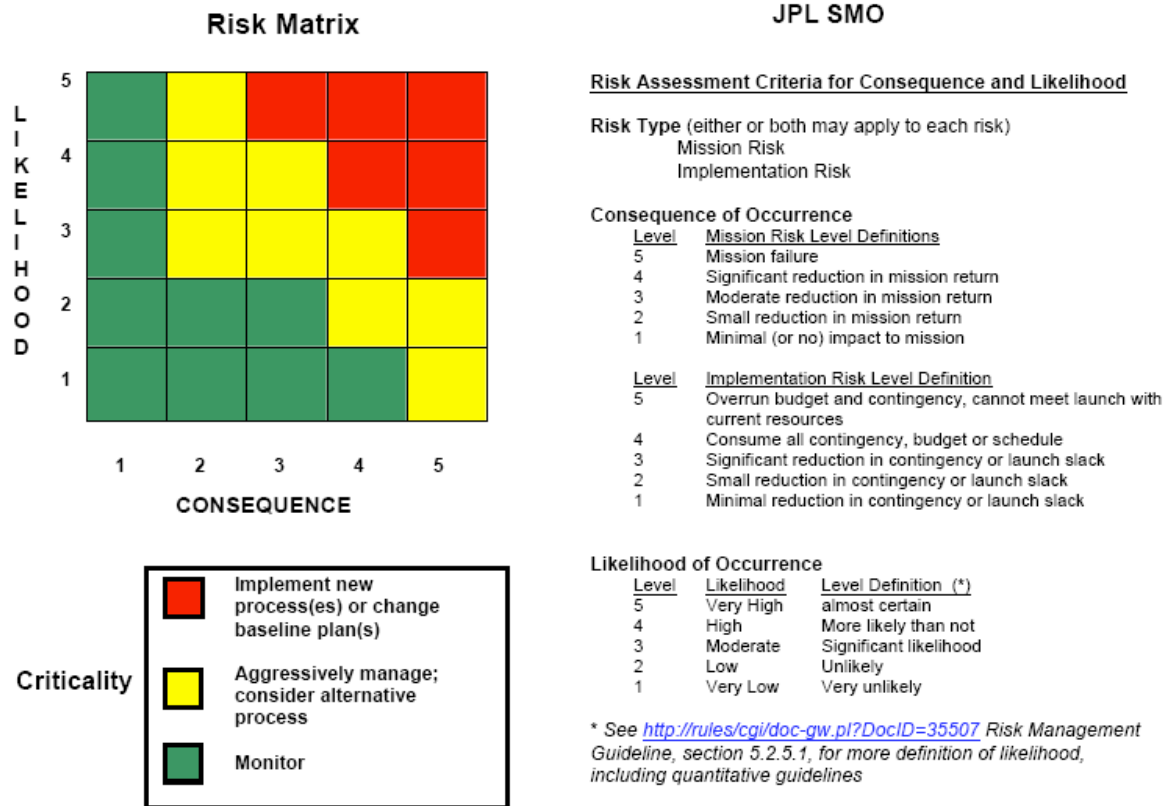 Risk Matrix
LIKELIHOOD
5
4
3
2
1
1 2 3 4 5
CONSEQUENCE
Criticality
Implement new
process(es) or change
baseline plan(s)
Aggressively manage;
consider alternative
process
Monitor
JPL SMO
Risk Assessment Criteria for Consequence and Likelihood
Risk Type (either or both may apply to each risk)
Mission Risk
Implementation Risk
Consequence of Occurrence
Level Mission Risk Level Definitions
5 Mission failure
4 Significant reduction in mission return
3 Moderate reduction in mission return
2 Small reduction in mission return
1 Minimal (or no) impact to mission
Level Implementation Risk Level Definition
5 Overrun budget and contingency, cannot meet launch with
current resources
4 Consume all contingency, budget or schedule
3 Significant reduction in contingency or launch slack
2 Small reduction in contingency or launch slack
1 Minimal reduction in contingency or launch slack
Likelihood of Occurrence
Level Likelihood Level Definition (*)
5 Very High almost certain
4 High More likely than not
3 Moderate Significant likelihood
2 Low Unlikely
1 Very Low Very unlikely
* See http://rules/cgi/doc-gw.pl?DocID=35507 Risk Management
Guideline, section 5.2.5.1, for more definition of likelihood,
including quantitative guidelines